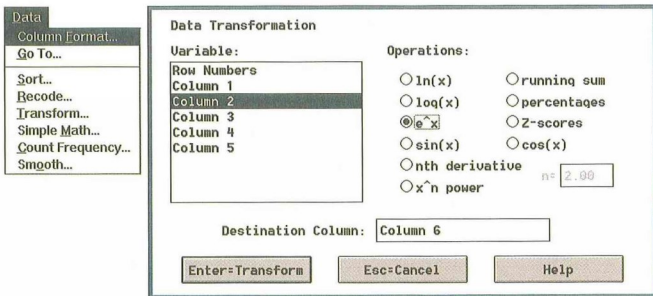 Data
Column Format...
Go To...
Sort...
Recode...
Transform...
Simple Math...
Count Frequency...
Smooth...
Data Transformation
Variable:
Row Numbers
Column 1
Column 2
Column 3
Column 4
Column 5
Operations:
ln(x)
log(x)
e^x
sin(x)
nth derivative
x^n power
running sum
percentages
Z-scores
cos(x)
n= 2.00
Destination Column: Column 6
Enter=Transform
Esc=Cancel
Help